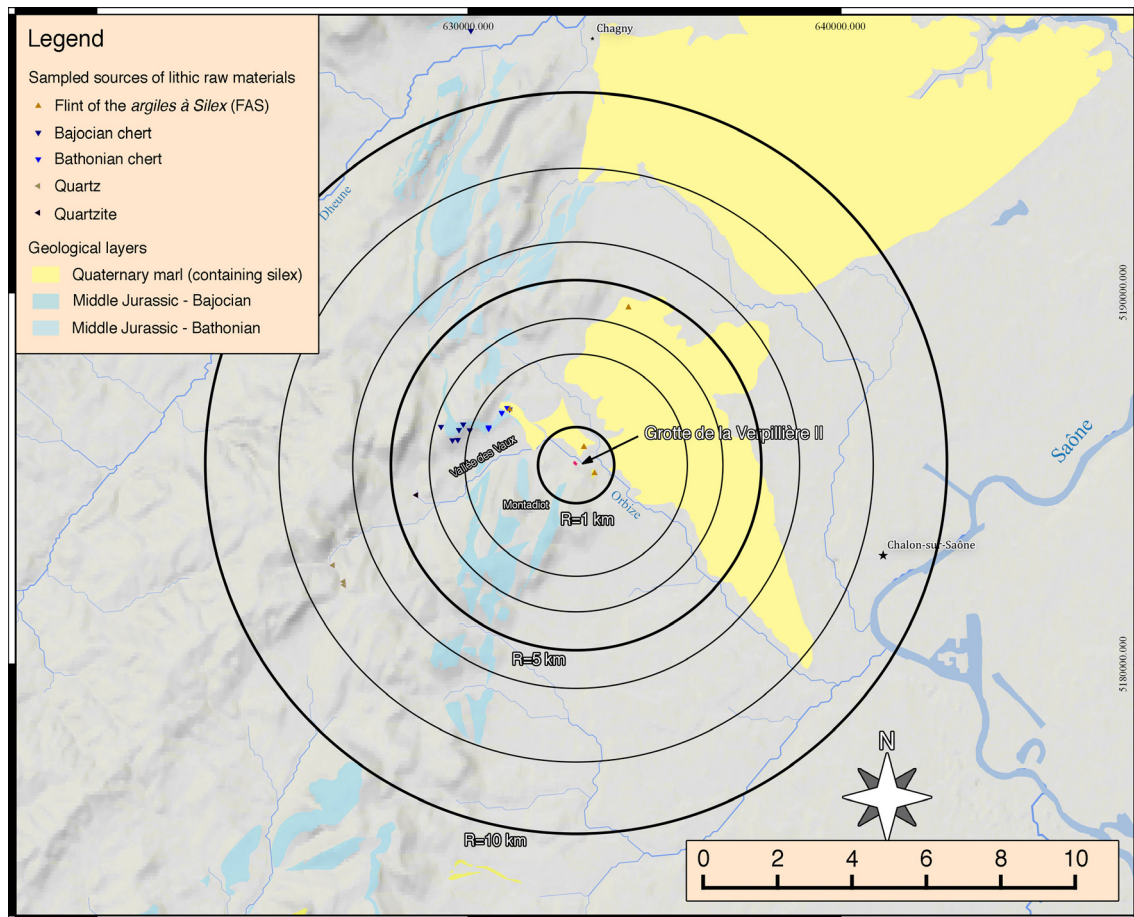 Legend
Sampled sources of lithic raw materials
Flint of the argiles à Silex (FAS)
Bajocian chert
Bathonian chert
Quartz
Quartzite
Geological layers
Quaternary marl (containing silex)
Middle Jurassic - Bajocian
Middle Jurassic - Bathonian
630000.000
Chagny
640000.000
Dheune
5190000.000
Grotte de la Verpillière II
Saône
Vallée des Vaux
Montadiot
Orbize
R=1 km
Chalon-sur-Saône
R=5 km
5180000.000
N
R=10 km
0 2 4 6 8 10